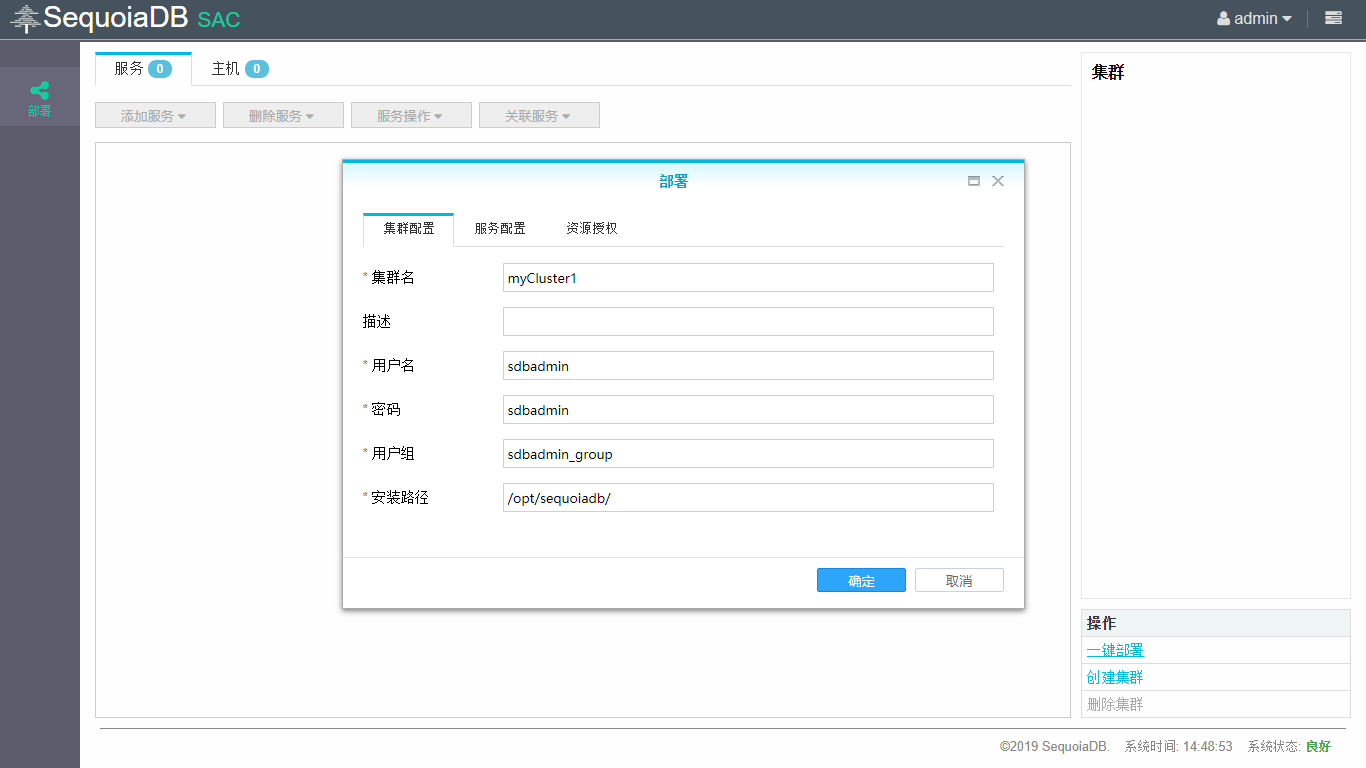 SequoiaDB SAC
admin
部署
服务 0 主机 0
集群
添加服务 删除服务 服务操作 关联服务
部署
集群配置 服务配置 资源授权
* 集群名 myCluster1
描述
* 用户名 sdbadmin
* 密码 sdbadmin
* 用户组 sdbadmin_group
* 安装路径 /opt/sequoiadb/
确定 取消
操作
一键部署
创建集群
删除集群
©2019 SequoiaDB. 系统时间: 14:48:53 系统状态: 良好